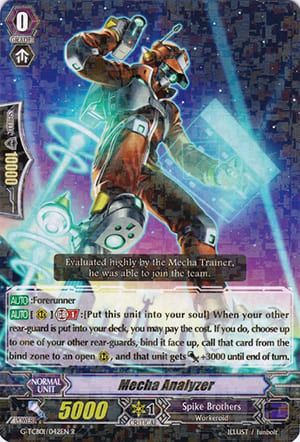 0
GRADE
10000
SHIELD
Evaluated highly by the Mecha Trainer,
he was able to join the team.
AUTO:Forerunner
AUTO[ ]:[Put this unit into your soul] When your other
rear-guard is put into your deck, you may pay the cost. If you do, choose up
to one of your other rear-guards, bind it face up, call that card from
bind zone to an open , and that unit gets +3000 until end of turn.
NORMAL UNIT
Mecha Analyzer
POWER
5000
1
CRITICAL
Spike Brothers
Workeroid
G-TCB01/042EN R
ILLUST / funbolt